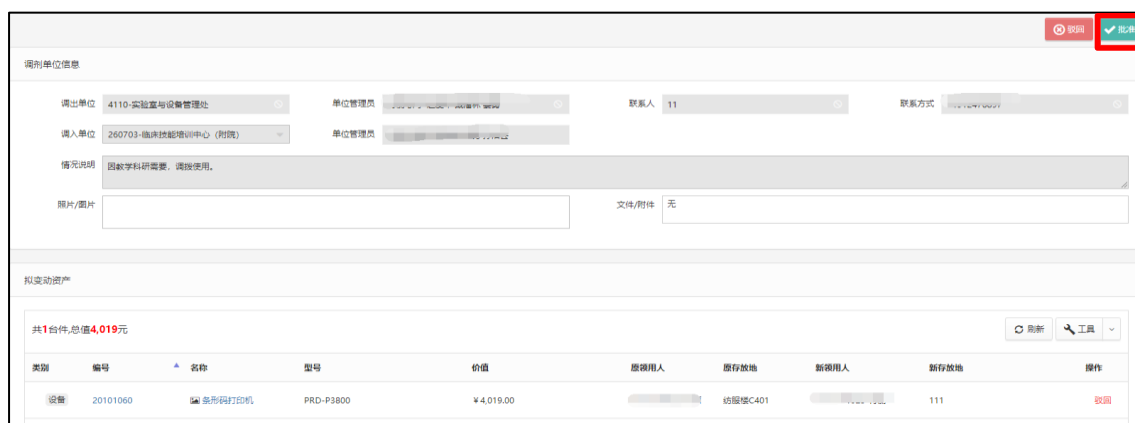 驳回 批准
调剂单位信息
调出单位 4110-实验室与设备管理处 单位管理员 联系人 11 联系方式
调入单位 260703-临床技能培训中心（附院） 单位管理员
情况说明 因教学科研需要，调拨使用。
照片/图片 文件/附件 无
拟变动资产
共1台件,总值4,019元 刷新 工具
类别 编号 名称 型号 价值 原领用人 原存放地 新领用人 新存放地 操作
设备 20101060 条形码打印机 PRD-P3800 ¥4,019.00 纺服楼C401 111 驳回